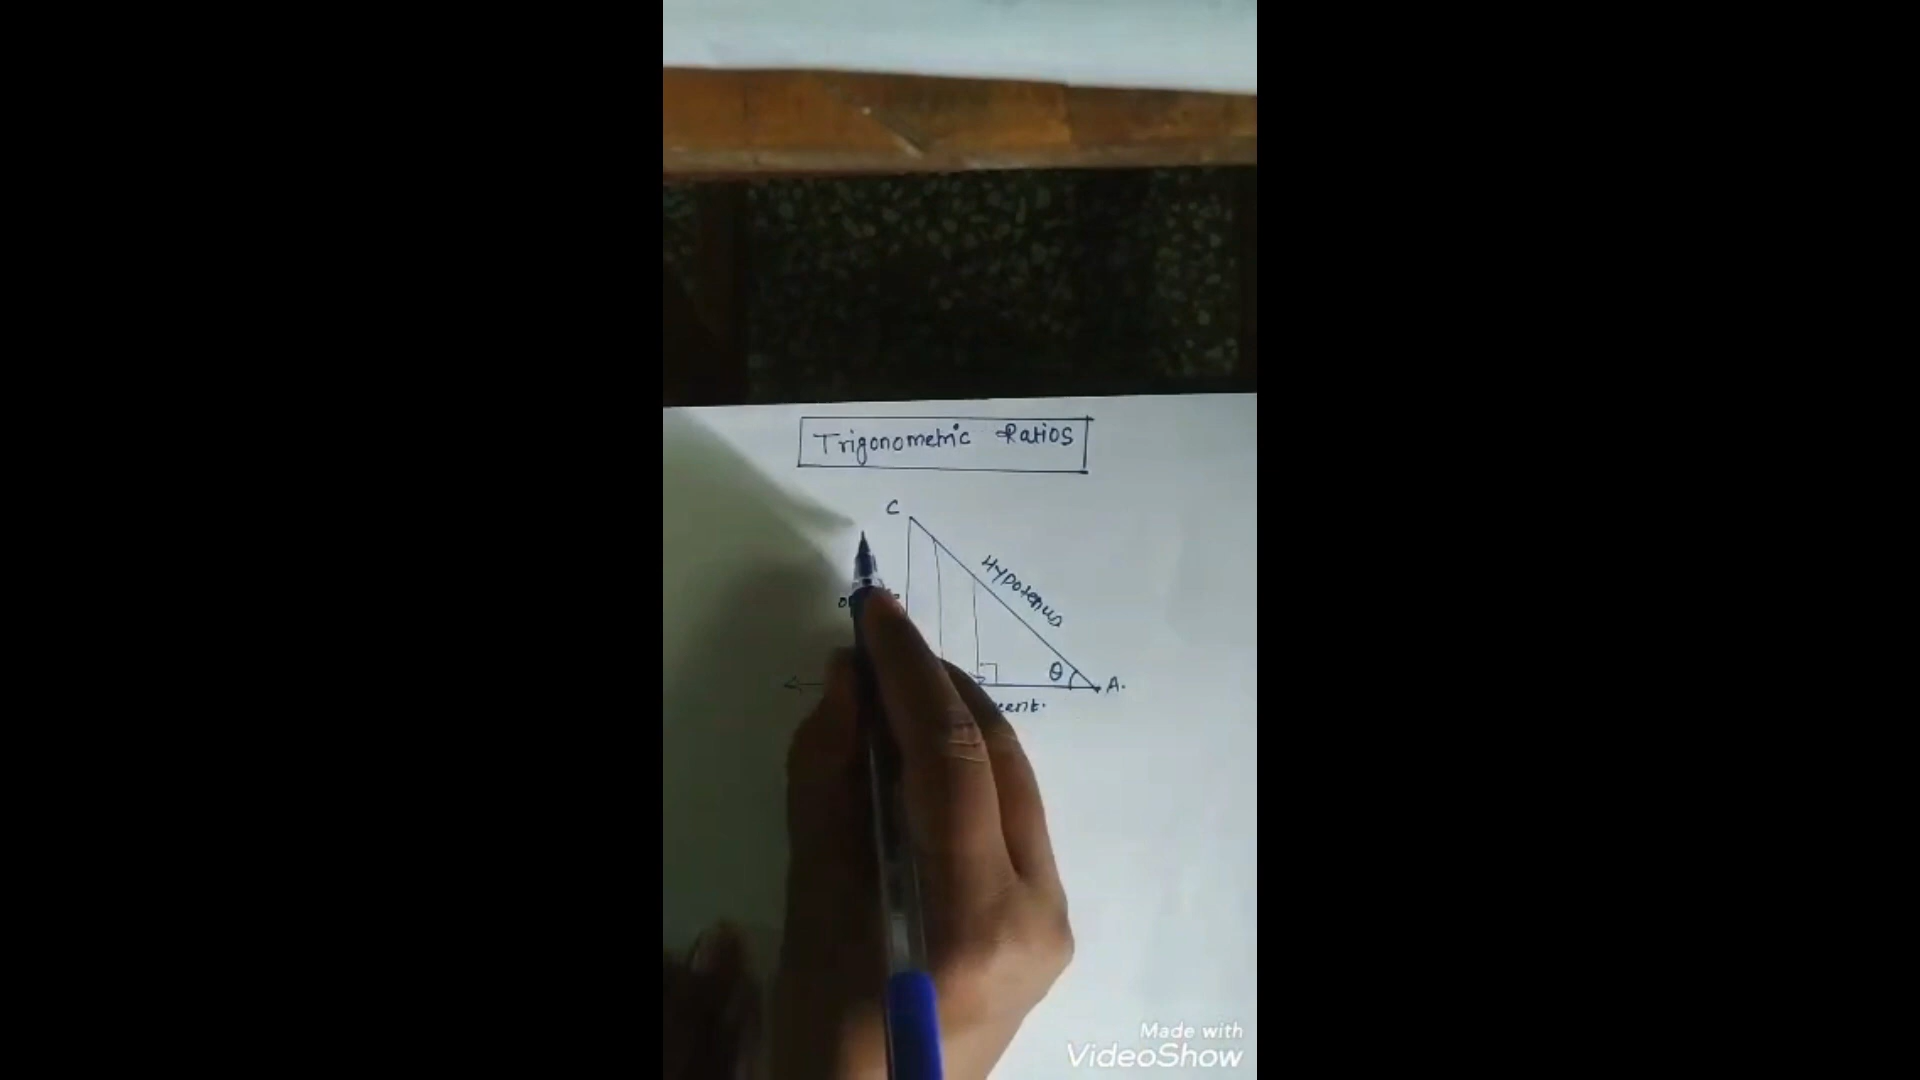 Trigonometric Ratios
C
Hypotenus
θ
A.
Made with
VideoShow